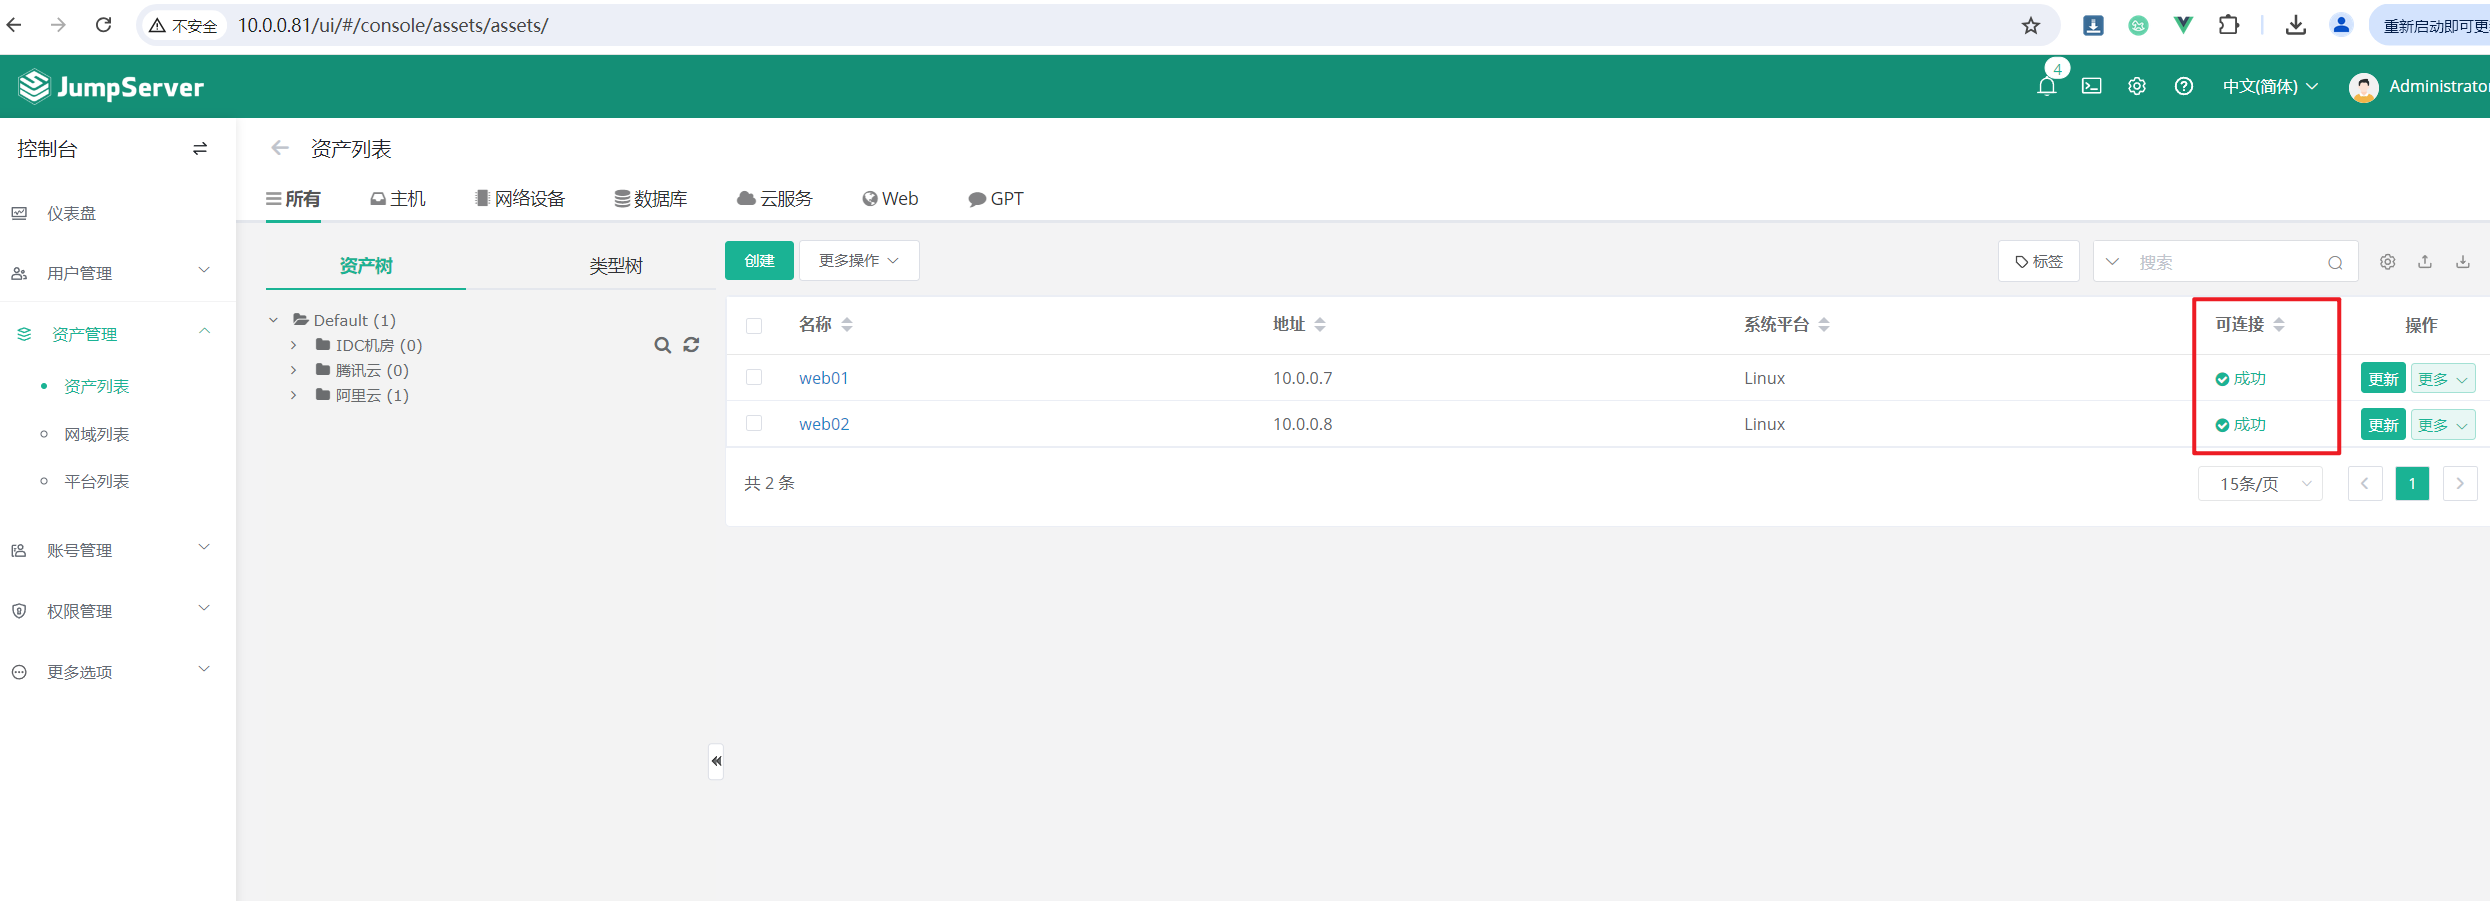 不安全 10.0.0.81/ui/#/console/assets/assets/ 重新启动即可更
JumpServer 4 中文(简体) Administrator
控制台
仪表盘
用户管理
资产管理
资产列表
网域列表
平台列表
账号管理
权限管理
更多选项
资产列表
所有 主机 网络设备 数据库 云服务 Web GPT
资产树 类型树
Default (1)
IDC机房 (0)
腾讯云 (0)
阿里云 (1)
创建 更多操作 标签 搜索
名称 地址 系统平台 可连接 操作
web01 10.0.0.7 Linux 成功 更新 更多
web02 10.0.0.8 Linux 成功 更新 更多
共 2 条 15条/页 1